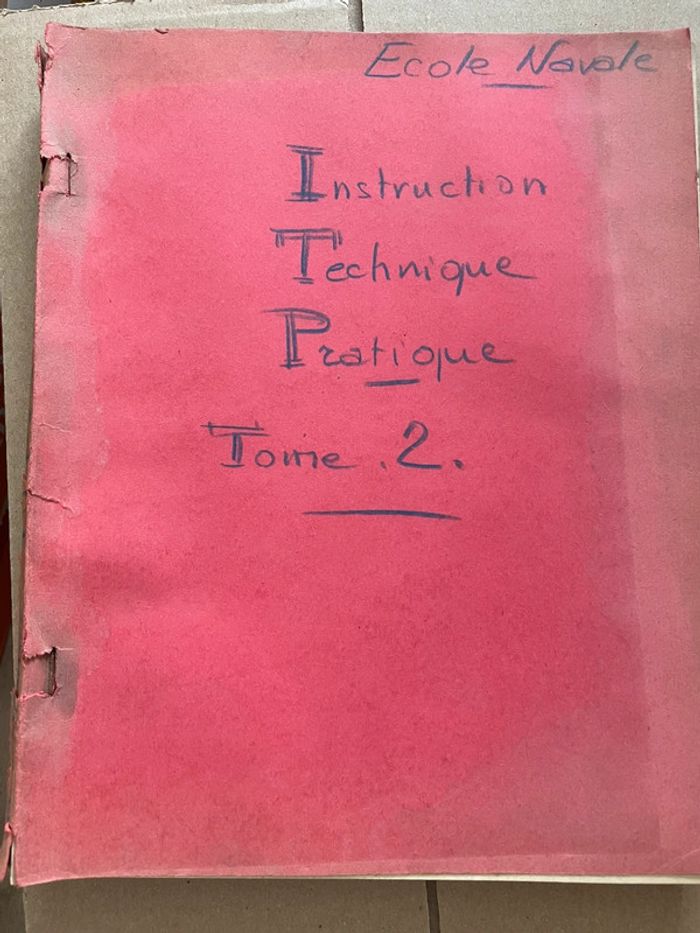 Ecole Navale
Instruction
Technique
Pratique
Tome .2.